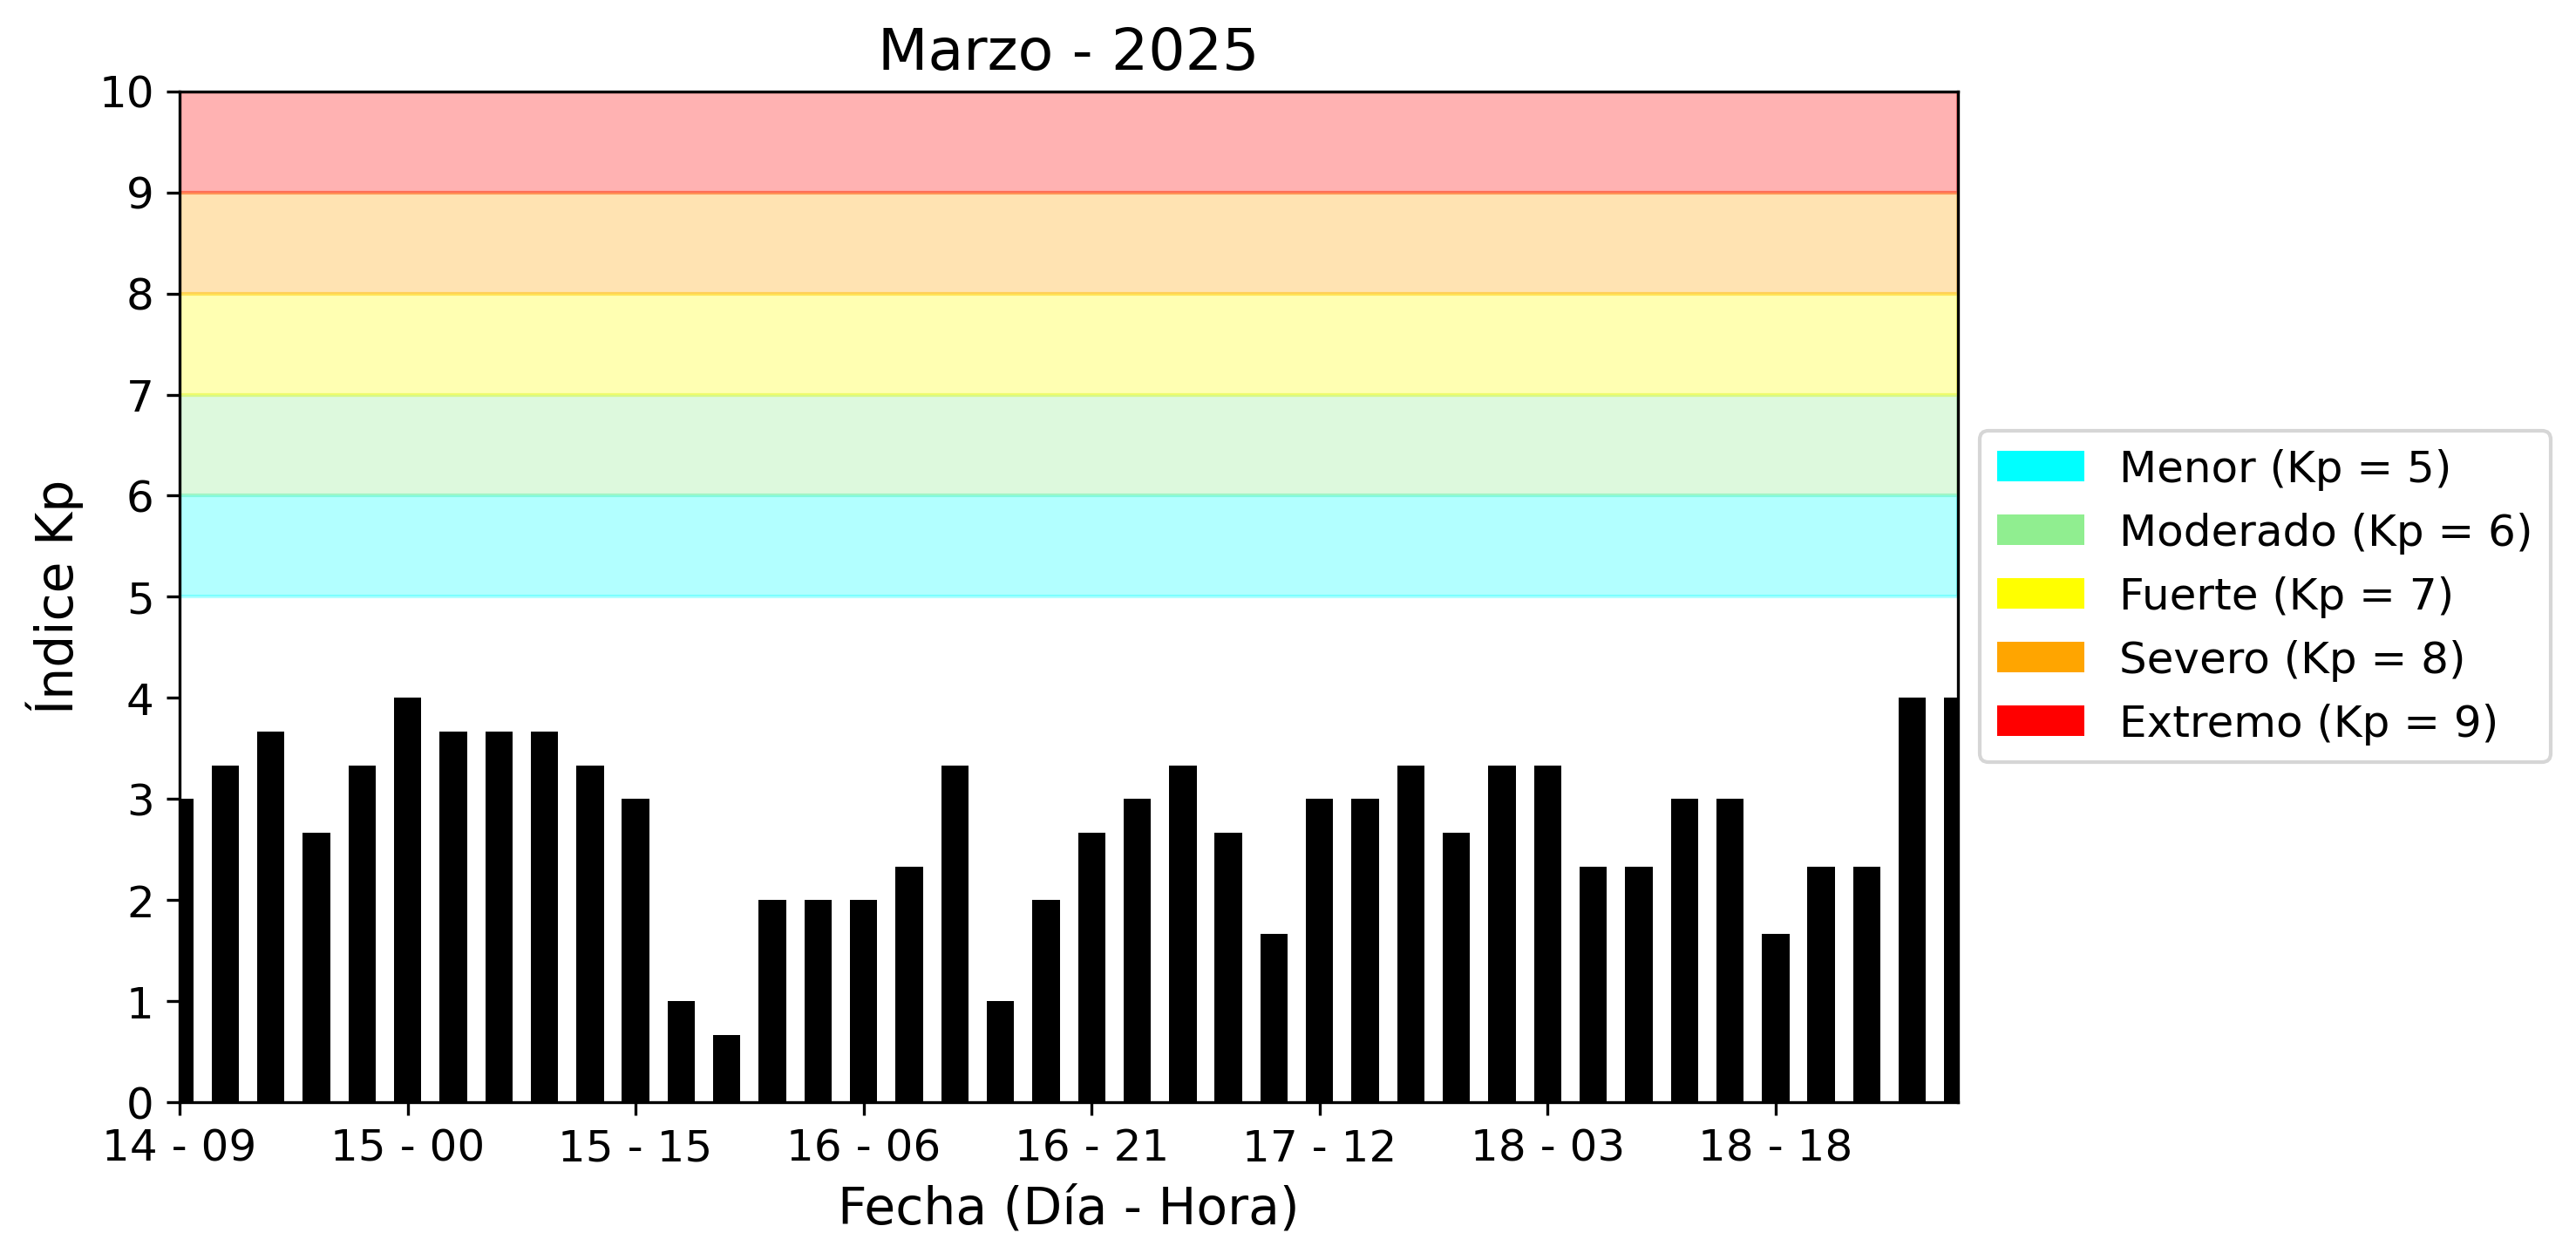 Marzo - 2025
10
9
8
7
6
5
4
3
2
1
0
Índice Kp
14 - 09
15 - 00
15 - 15
16 - 06
16 - 21
17 - 12
18 - 03
18 - 18
Fecha (Día - Hora)
Menor (Kp = 5)
Moderado (Kp = 6)
Fuerte (Kp = 7)
Severo (Kp = 8)
Extremo (Kp = 9)